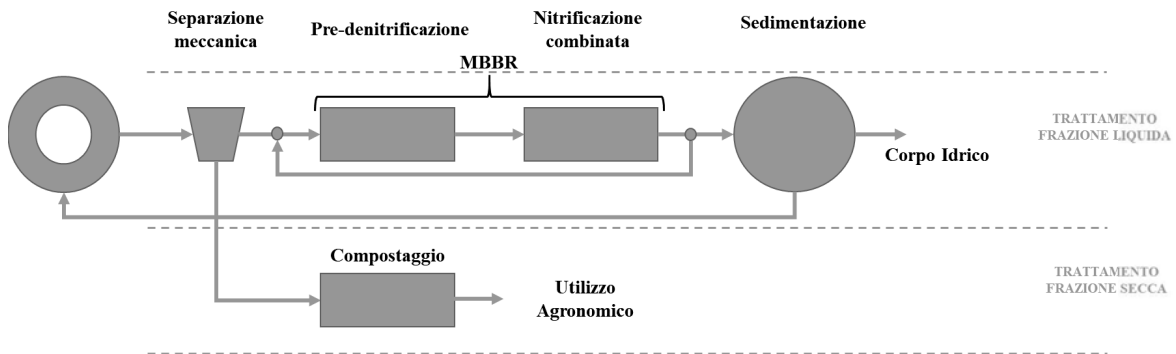 Separazione
meccanica
Pre-denitrificazione
Nitrificazione
combinata
Sedimentazione
MBBR
TRATTAMENTO
FRAZIONE LIQUIDA
Corpo Idrico
Compostaggio
Utilizzo
Agronomico
TRATTAMENTO
FRAZIONE SECCA